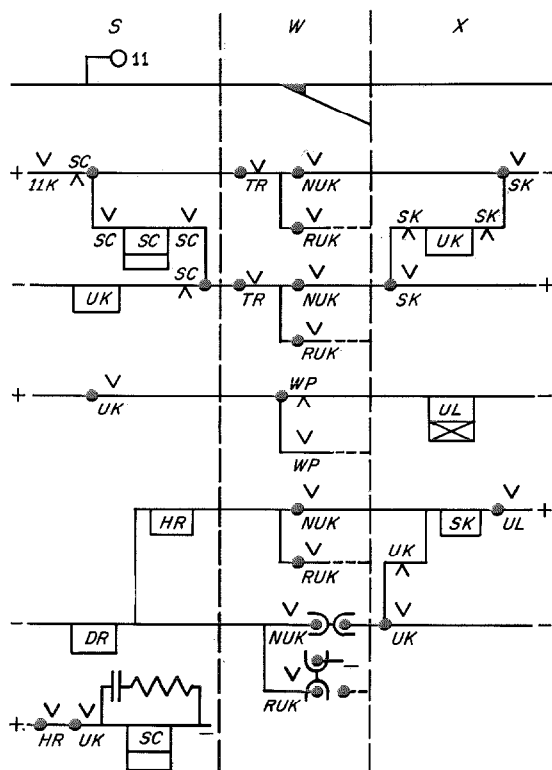 S W X
11
+ 11K SC TR NUK SK -
SC SC SC RUK SK UK SK
- UK SC TR NUK SK +
RUK
+ UK WP UL -
WP
HR NUK SK UL +
RUK UK
- DR NUK UK -
RUK -
+ HR UK SC -